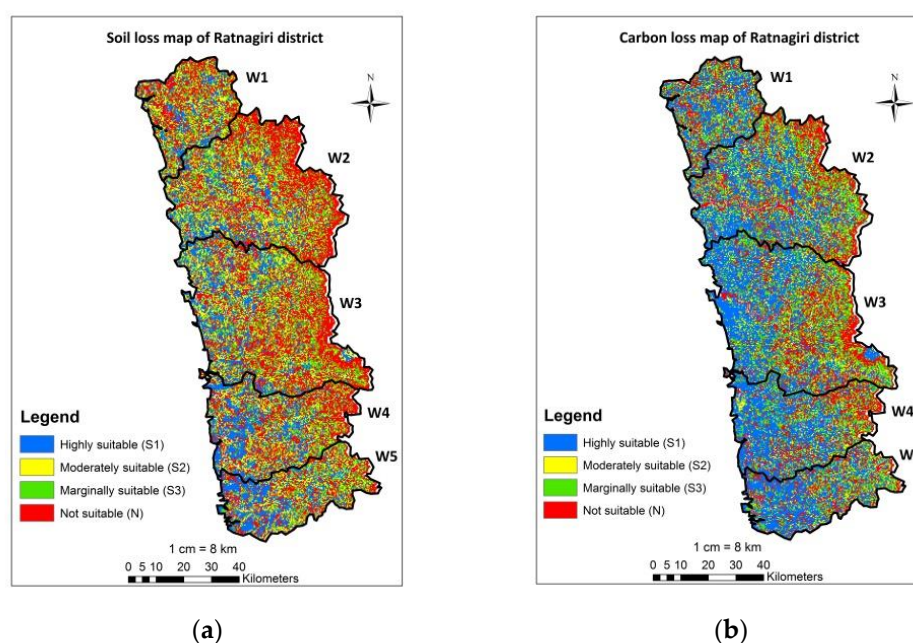 Soil loss map of Ratnagiri district
W1
N
W2
W3
W4
W5
Legend
Highly suitable (S1)
Moderately suitable (S2)
Marginally suitable (S3)
Not suitable (N)
1 cm = 8 km
0 5 10 20 30 40
Kilometers
(a)
Carbon loss map of Ratnagiri district
W1
N
W2
W3
W4
W
Legend
Highly suitable (S1)
Moderately suitable (S2)
Marginally suitable (S3)
Not suitable (N)
1 cm = 8 km
0 5 10 20 30 40
Kilometers
(b)